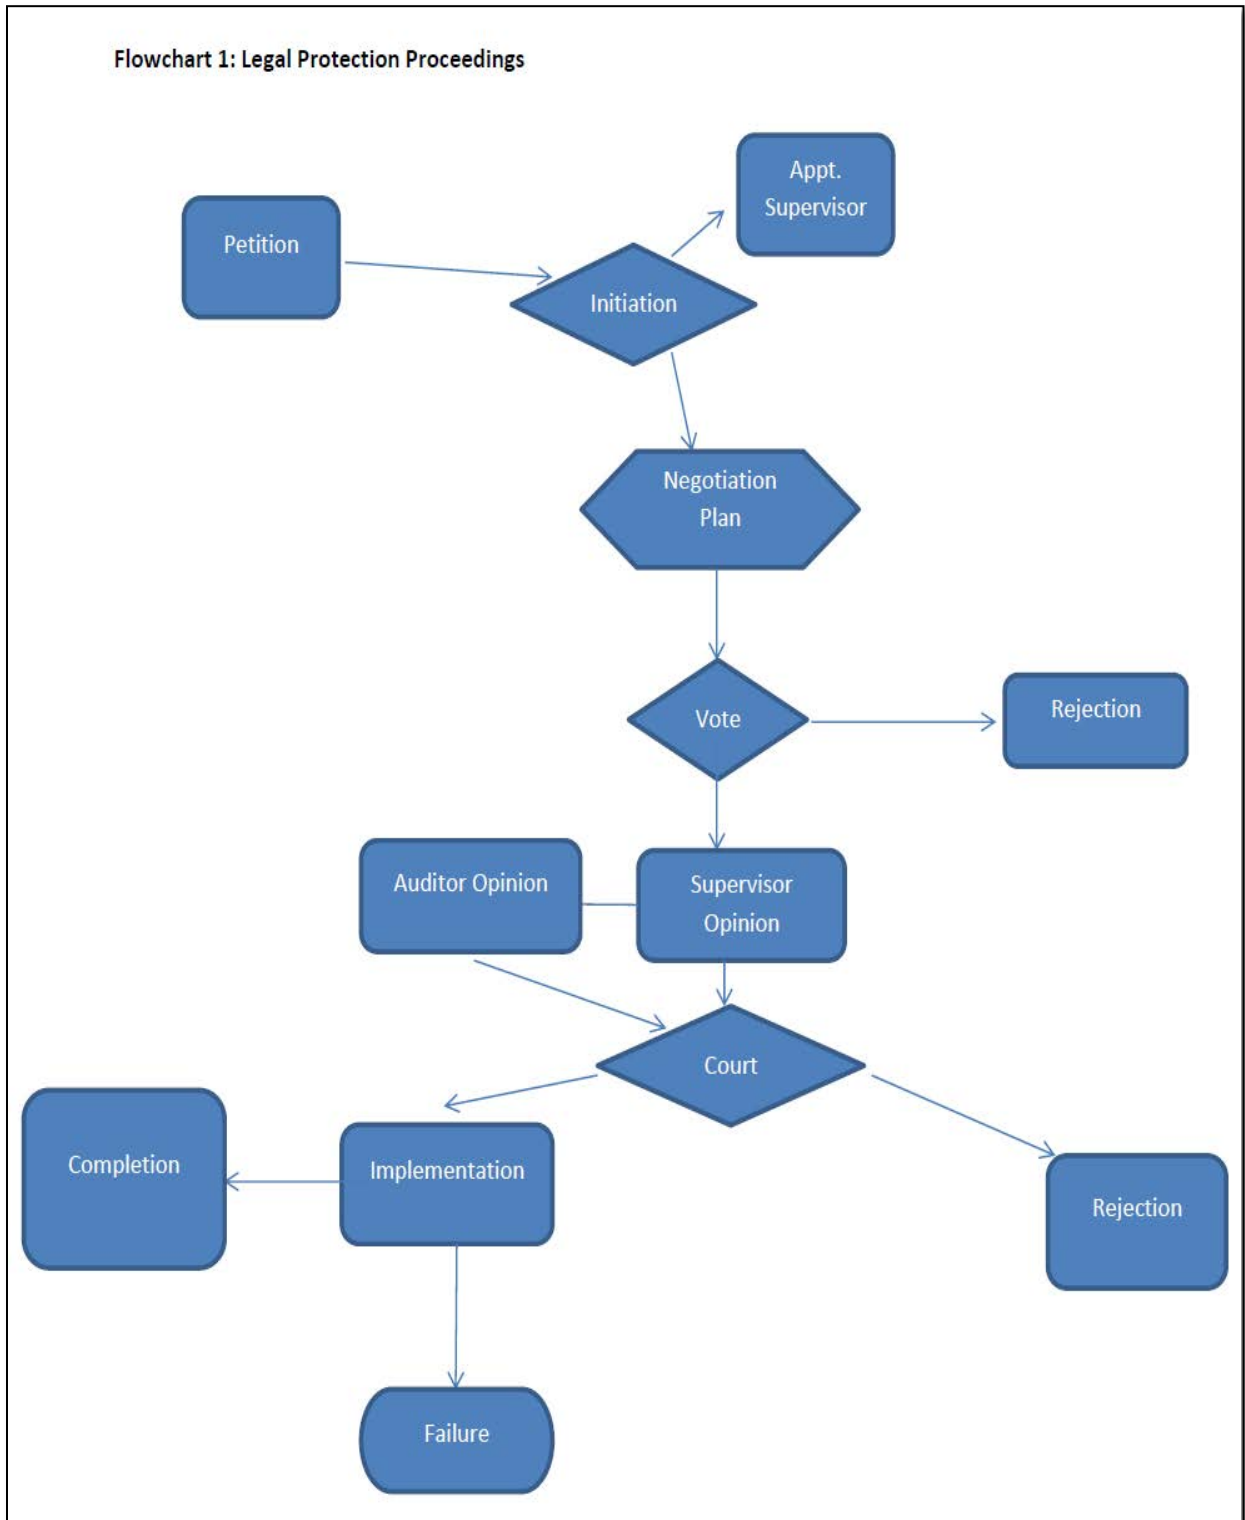 Flowchart 1: Legal Protection Proceedings
Appt.
Supervisor
Petition
Initiation
Negotiation
Plan
Vote
Rejection
Auditor Opinion
Supervisor
Opinion
Court
Completion
Implementation
Rejection
Failure